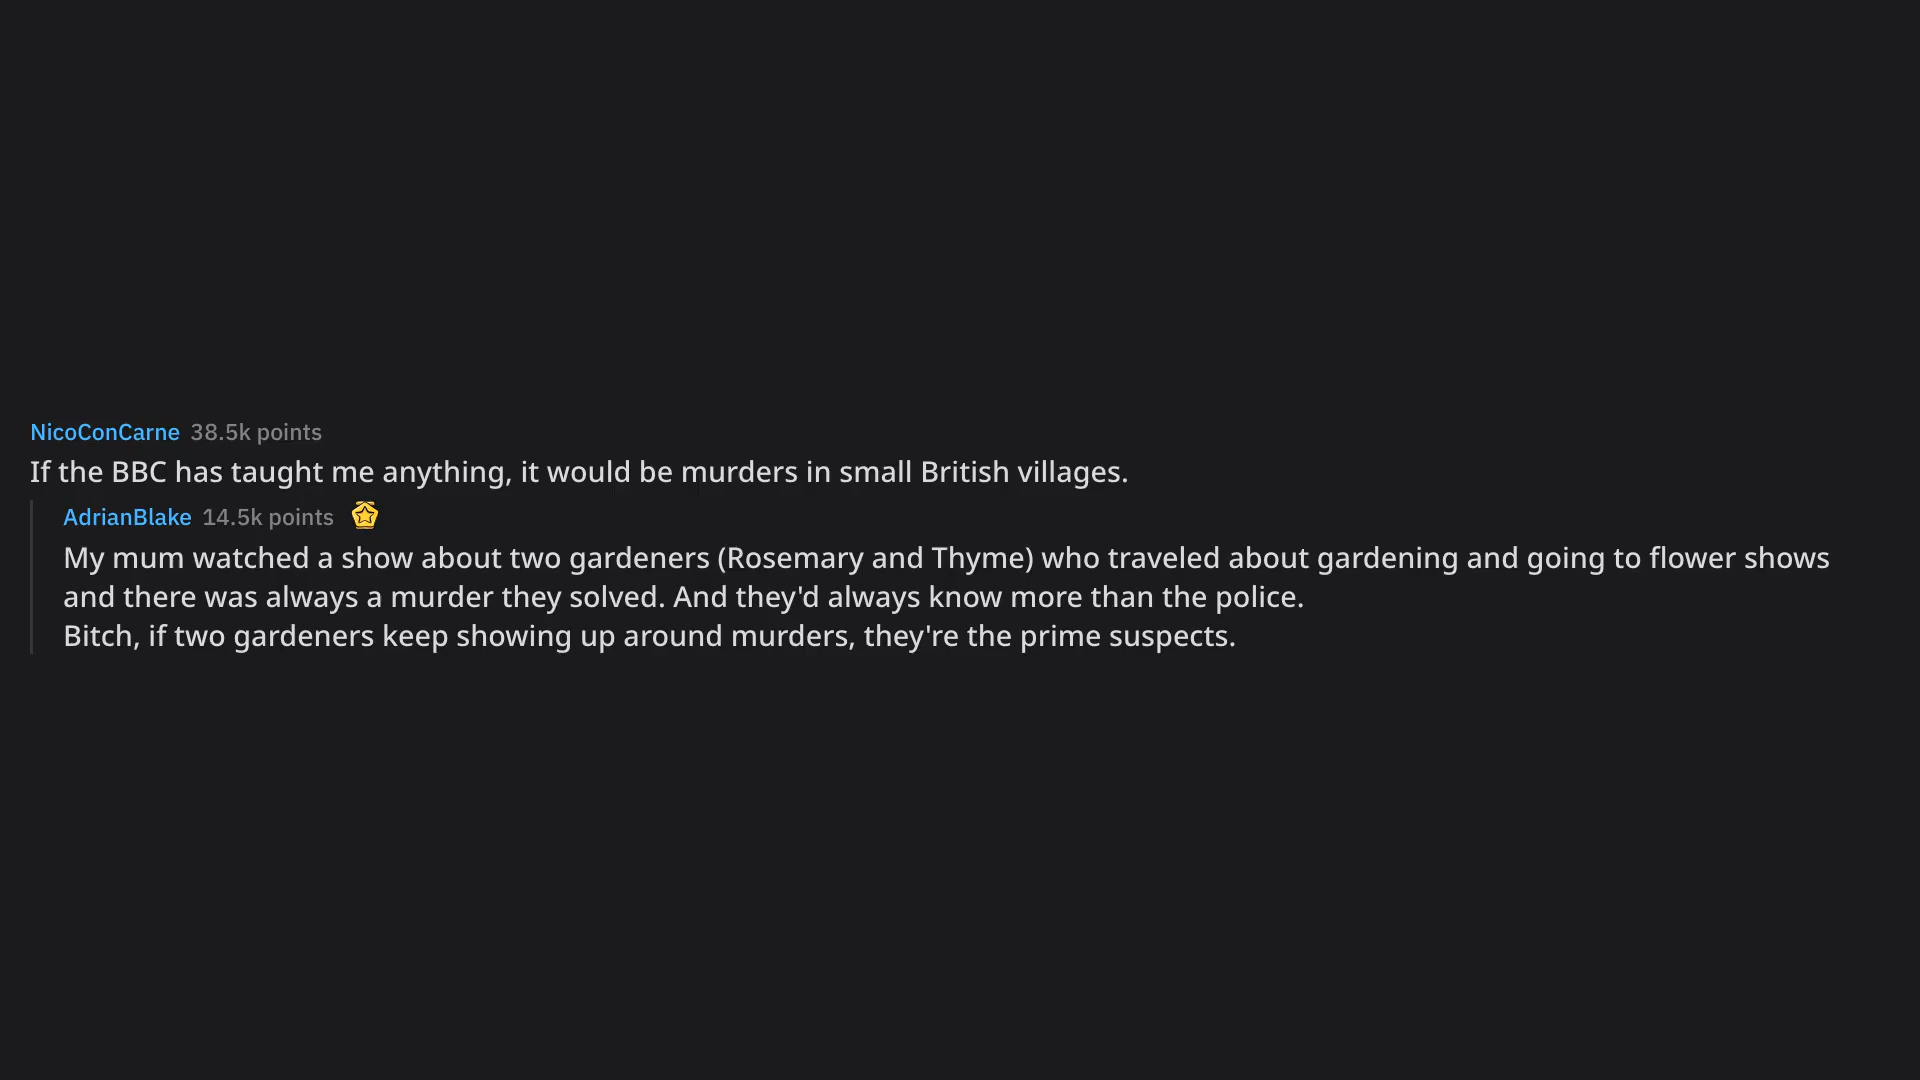 NicoConCarne 38.5k points
If the BBC has taught me anything, it would be murders in small British villages.
AdrianBlake 14.5k points
My mum watched a show about two gardeners (Rosemary and Thyme) who traveled about gardening and going to flower shows
and there was always a murder they solved. And they'd always know more than the police.
Bitch, if two gardeners keep showing up around murders, they're the prime suspects.